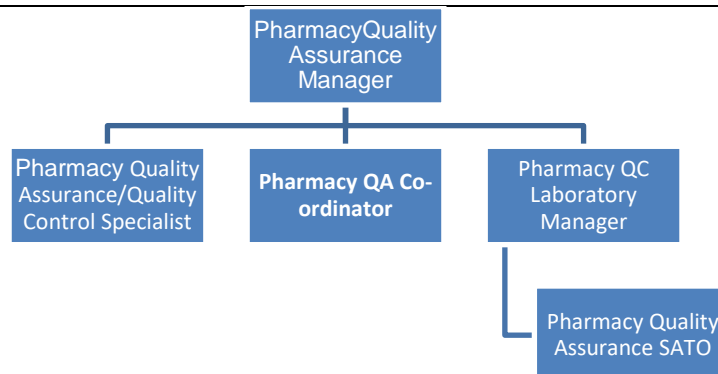 PharmacyQuality
Assurance
Manager
Pharmacy Quality
Assurance/Quality
Control Specialist
Pharmacy QA Co-
ordinator
Pharmacy QC
Laboratory
Manager
Pharmacy Quality
Assurance SATO